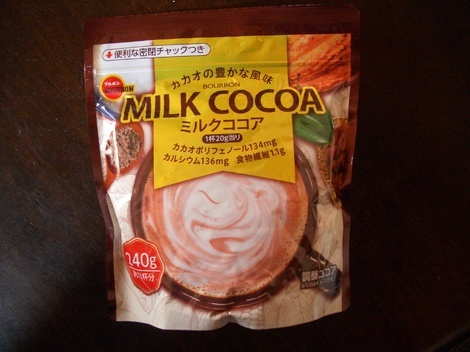 便利な密閉チャックつき
ブルボン
BOURBON
カカオの豊かな風味
BOURBON
MILK COCOA
ミルクココア
1杯20g当り
カカオポリフェノール134mg
カルシウム136mg 食物繊維1.1g
240g
調整ココア